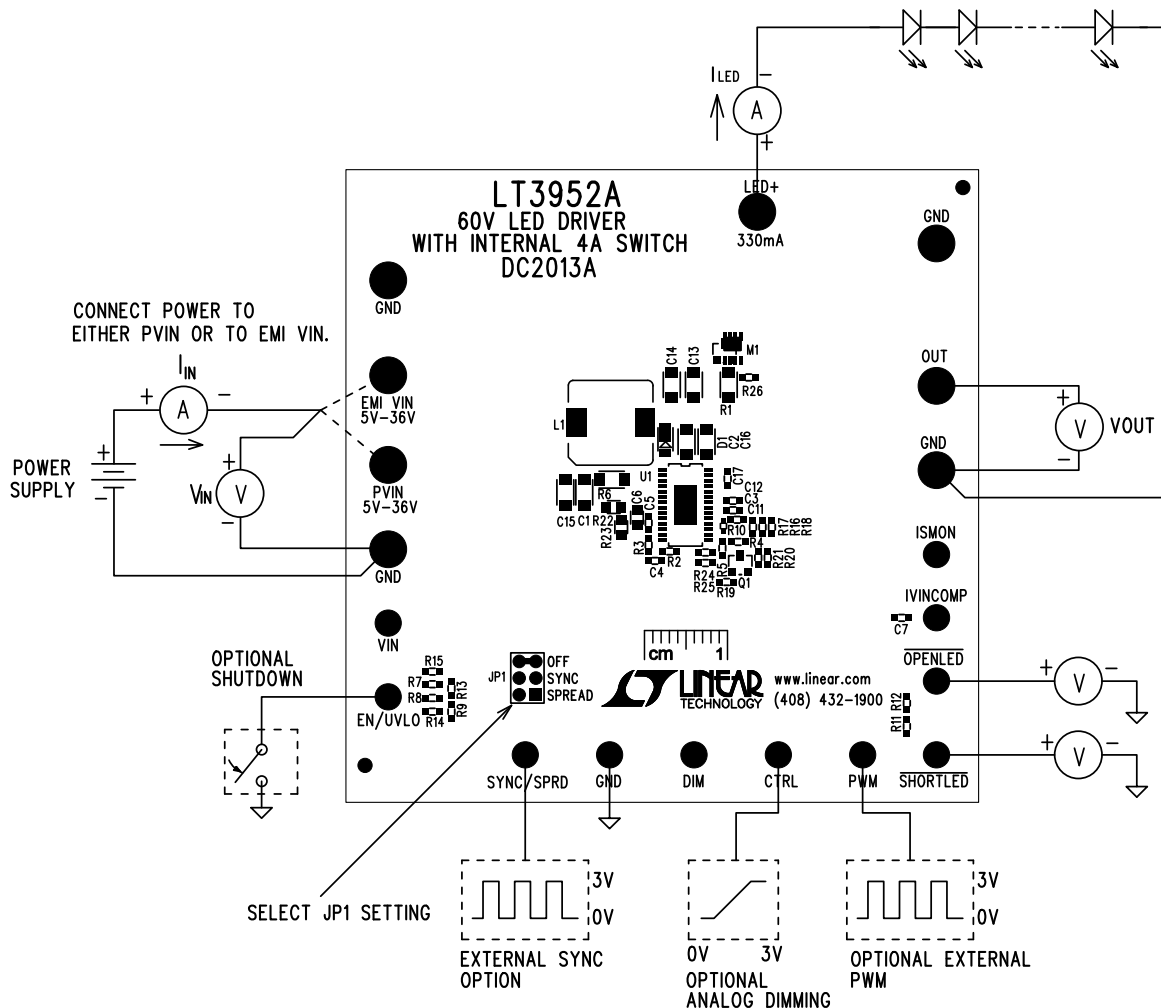 I LED
−
A
+
LT3952A
60V LED DRIVER
WITH INTERNAL 4A SWITCH
DC2013A
LED+
330mA
GND
GND
CONNECT POWER TO
EITHER PVIN OR TO EMI VIN.
IIN
+
A
−
EMI VIN
5V-36V
POWER
SUPPLY
+
−
VIN
+
V
−
PVIN
5V-36V
GND
VIN
C14
C13
M1
R26
R1
L1
D1
C2
C16
U1
C17
R6
C15
C1
R22
C6
R23
C5
C12
C3
C11
R10
R17
R16
R18
R3
R2
C4
R4
R5
R21
R20
R24
R25
Q1
R19
OUT
GND
+
V
−
VOUT
ISMON
IVINCOMP
C7
OPENLED
+
V
−
R12
R11
SHORTLED
+
V
−
OPTIONAL
SHUTDOWN
EN/UVLO
R15
R7
R8
R14
R13
R9
JP1
OFF
SYNC
SPREAD
cm 1
LINEAR
TECHNOLOGY
www.linear.com
(408) 432-1900
SYNC/SPRD
GND
DIM
CTRL
PWM
SELECT JP1 SETTING
3V
0V
EXTERNAL SYNC
OPTION
0V 3V
OPTIONAL
ANALOG DIMMING
3V
0V
OPTIONAL EXTERNAL
PWM